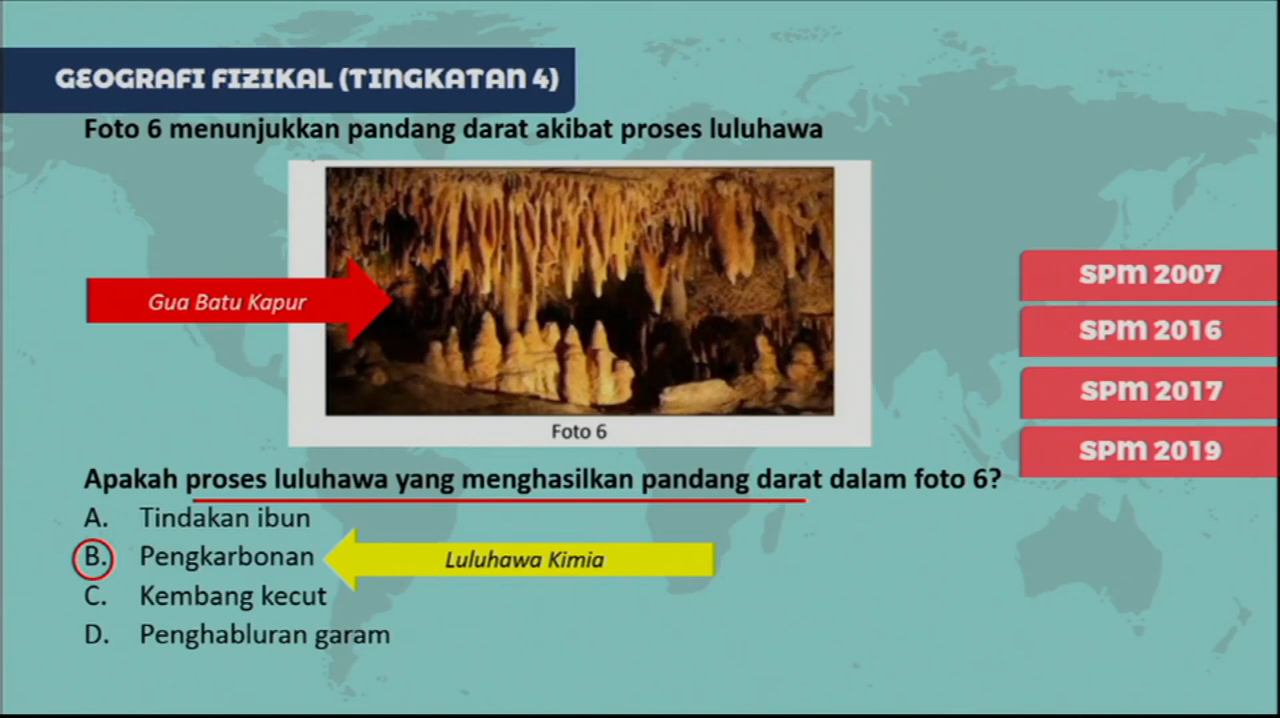 GEOGRAFI FIZIKAL (TINGKATAN 4)
Foto 6 menunjukkan pandang darat akibat proses luluhawa
Gua Batu Kapur
Foto 6
SPM 2007
SPM 2016
SPM 2017
SPM 2019
Apakah proses luluhawa yang menghasilkan pandang darat dalam foto 6?
A. Tindakan ibun
B. Pengkarbonan
Luluhawa Kimia
C. Kembang kecut
D. Penghabluran garam